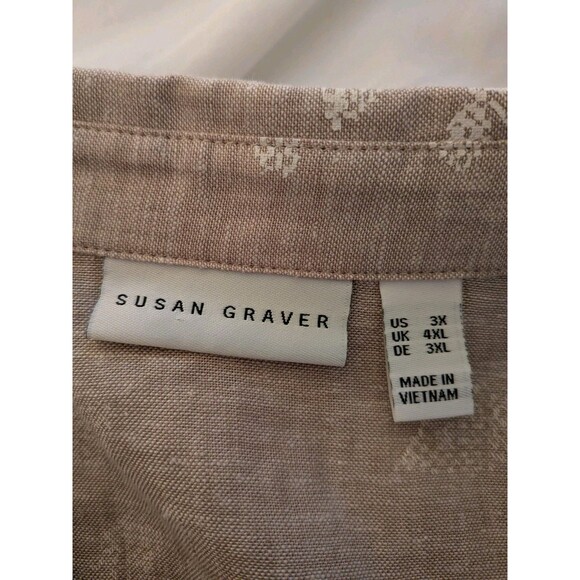 SUSAN GRAVER
US 3X
UK 4XL
DE 3XL
MADE IN
VIETNAM